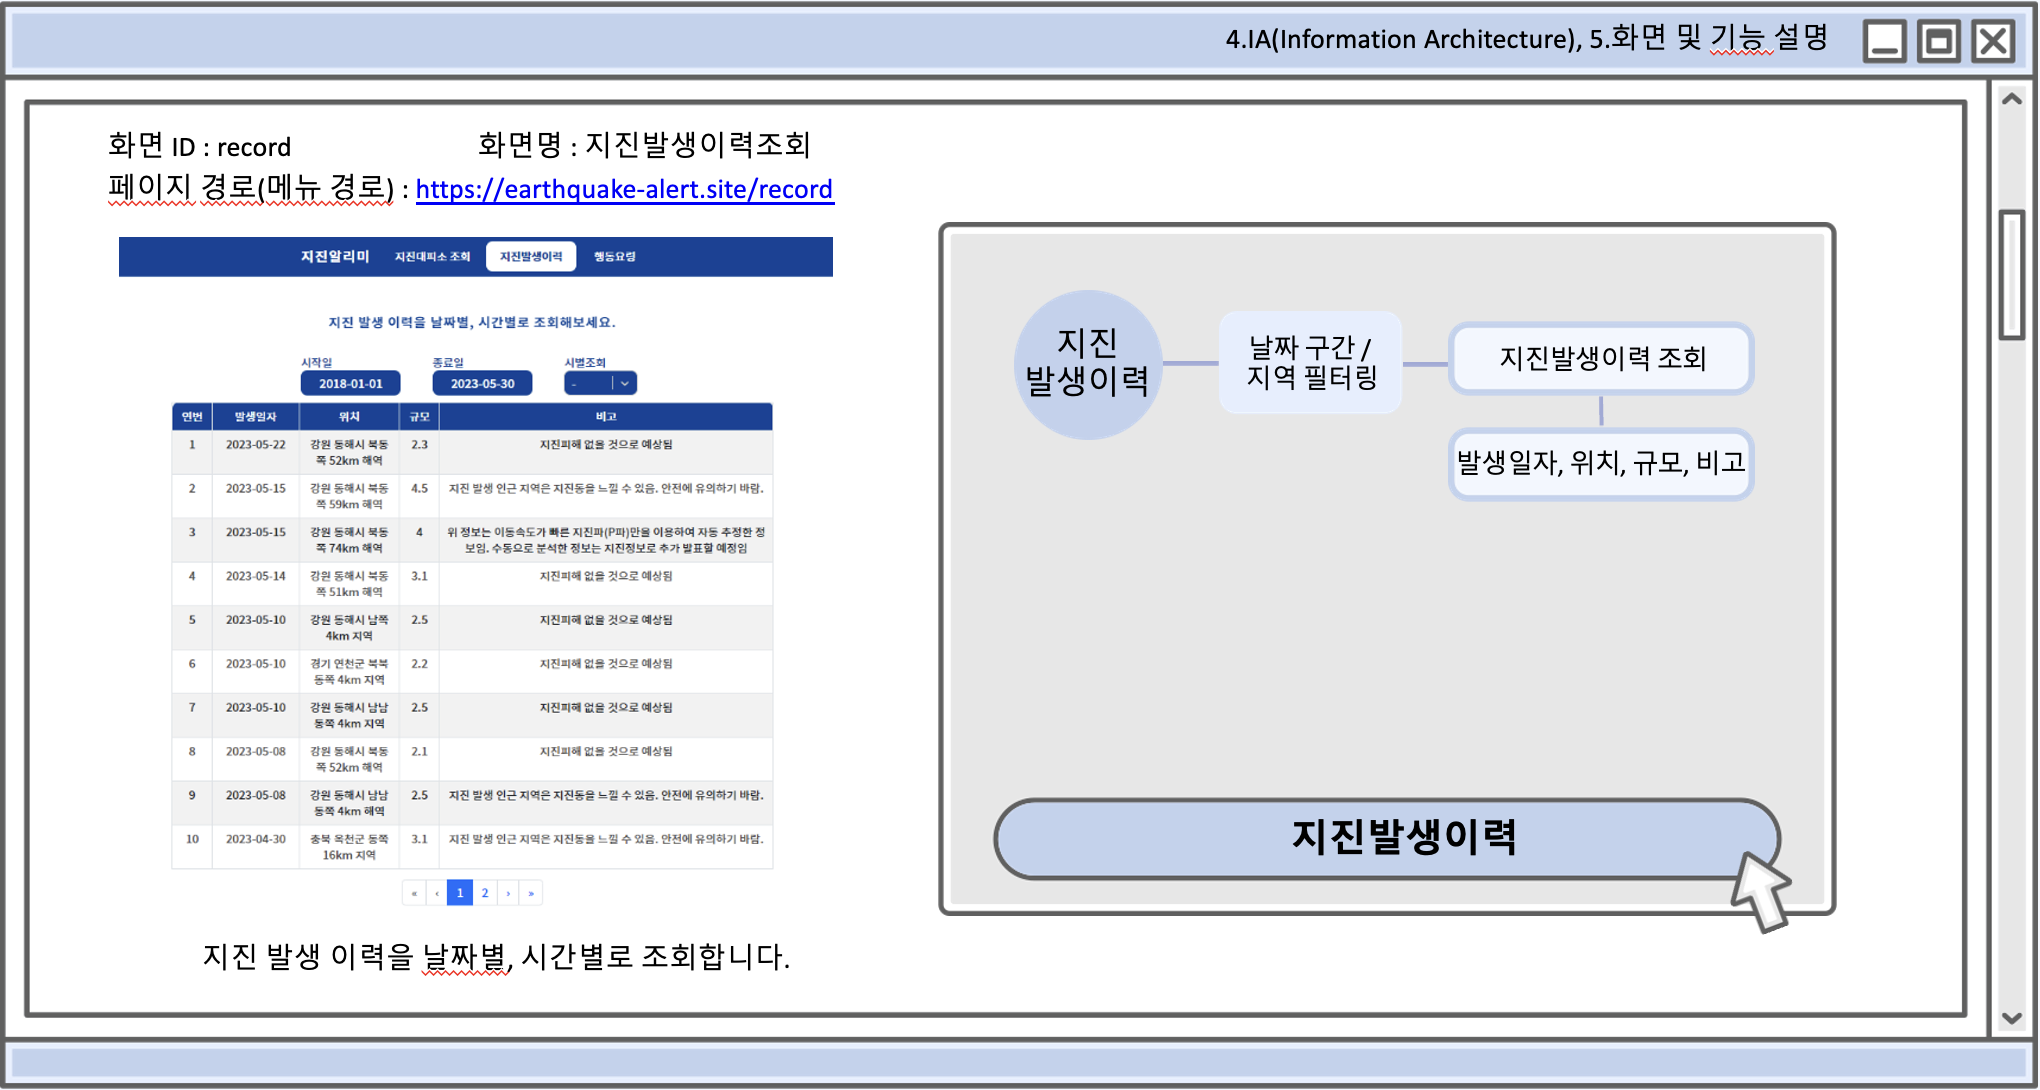 4.IA(Information Architecture), 5.화면 및 기능 설명
화면 ID : record
화면명 : 지진발생이력조회
페이지 경로(메뉴 경로) : https://earthquake-alert.site/record
지진알리미 지진대피소 조회 지진발생이력 행동요령
지진 발생 이력을 날짜별, 시간별로 조회해보세요.
시작일 종료일 시별조회
2018-01-01 2023-05-30 -
연번 발생일자 위치 규모 비고
1 2023-05-22 강원 동해시 북동 2.3 지진피해 없을 것으로 예상됨
쪽 52km 해역
2 2023-05-15 강원 동해시 북동 4.5 지진 발생 인근 지역은 지진동을 느낄 수 있음. 안전에 유의하기 바람.
쪽 59km 해역
3 2023-05-15 강원 동해시 북동 4 위 정보는 이동속도가 빠른 지진파(P파)만을 이용하여 자동 추정한 정
쪽 74km 해역 보임. 수동으로 분석한 정보는 지진정보로 추가 발표할 예정임
4 2023-05-14 강원 동해시 북동 3.1 지진피해 없을 것으로 예상됨
쪽 51km 해역
5 2023-05-10 강원 동해시 남쪽 2.5 지진피해 없을 것으로 예상됨
4km 지역
6 2023-05-10 경기 연천군 북북 2.2 지진피해 없을 것으로 예상됨
동쪽 4km 지역
7 2023-05-10 강원 동해시 남남 2.5 지진피해 없을 것으로 예상됨
동쪽 4km 지역
8 2023-05-08 강원 동해시 북동 2.1 지진피해 없을 것으로 예상됨
쪽 52km 해역
9 2023-05-08 강원 동해시 남남 2.5 지진 발생 인근 지역은 지진동을 느낄 수 있음. 안전에 유의하기 바람.
동쪽 4km 해역
10 2023-04-30 충북 옥천군 동쪽 3.1 지진 발생 인근 지역은 지진동을 느낄 수 있음. 안전에 유의하기 바람.
16km 지역
« ‹ 1 2 › »
지진 발생 이력을 날짜별, 시간별로 조회합니다.
지진
발생이력
날짜 구간 /
지역 필터링
지진발생이력 조회
발생일자, 위치, 규모, 비고
지진발생이력